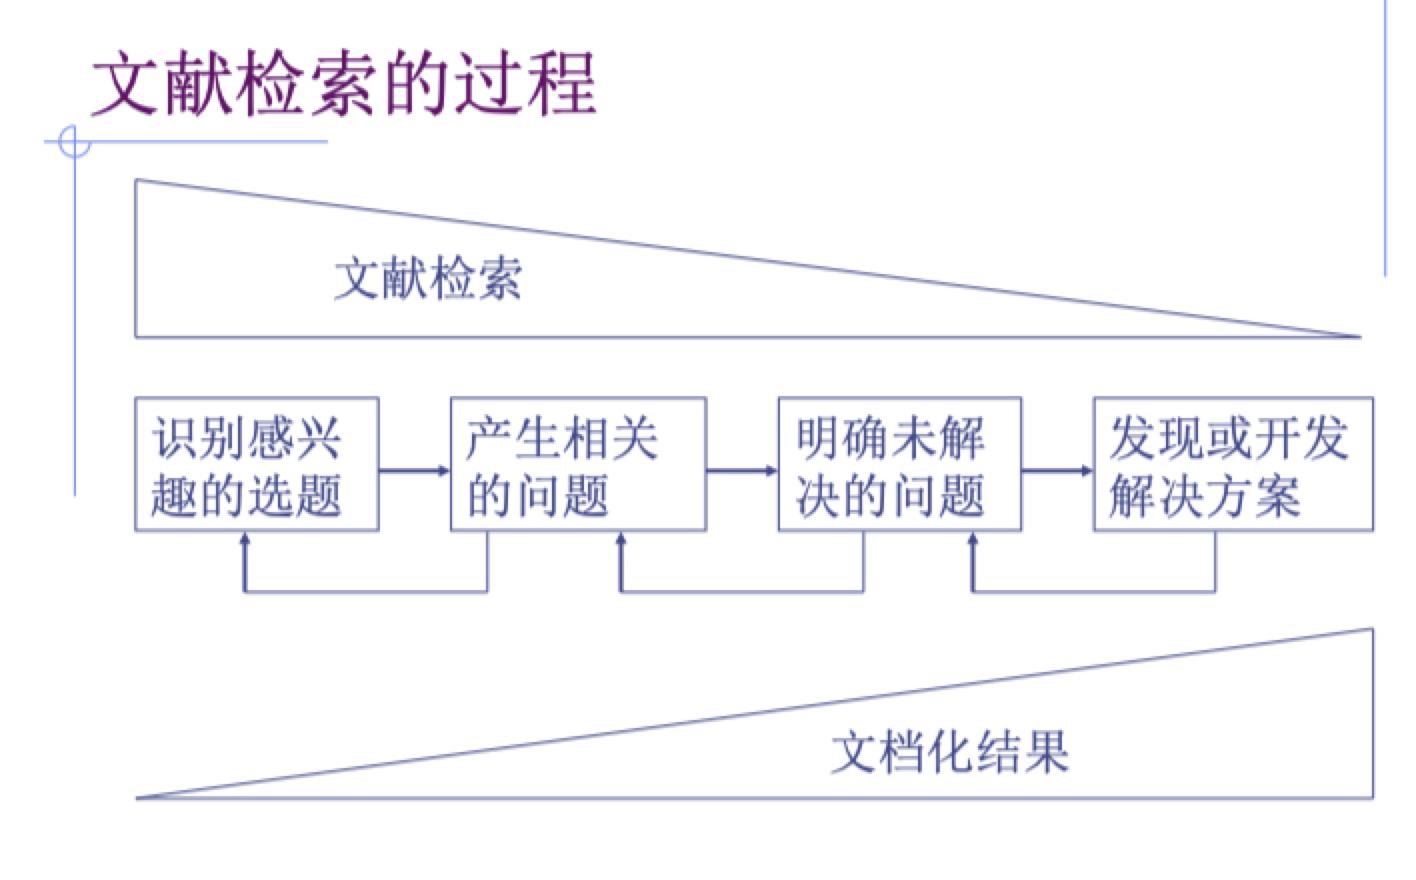 文献检索的过程
文献检索
识别感兴
趣的选题
产生相关
的问题
明确未解
决的问题
发现或开发
解决方案
文档化结果